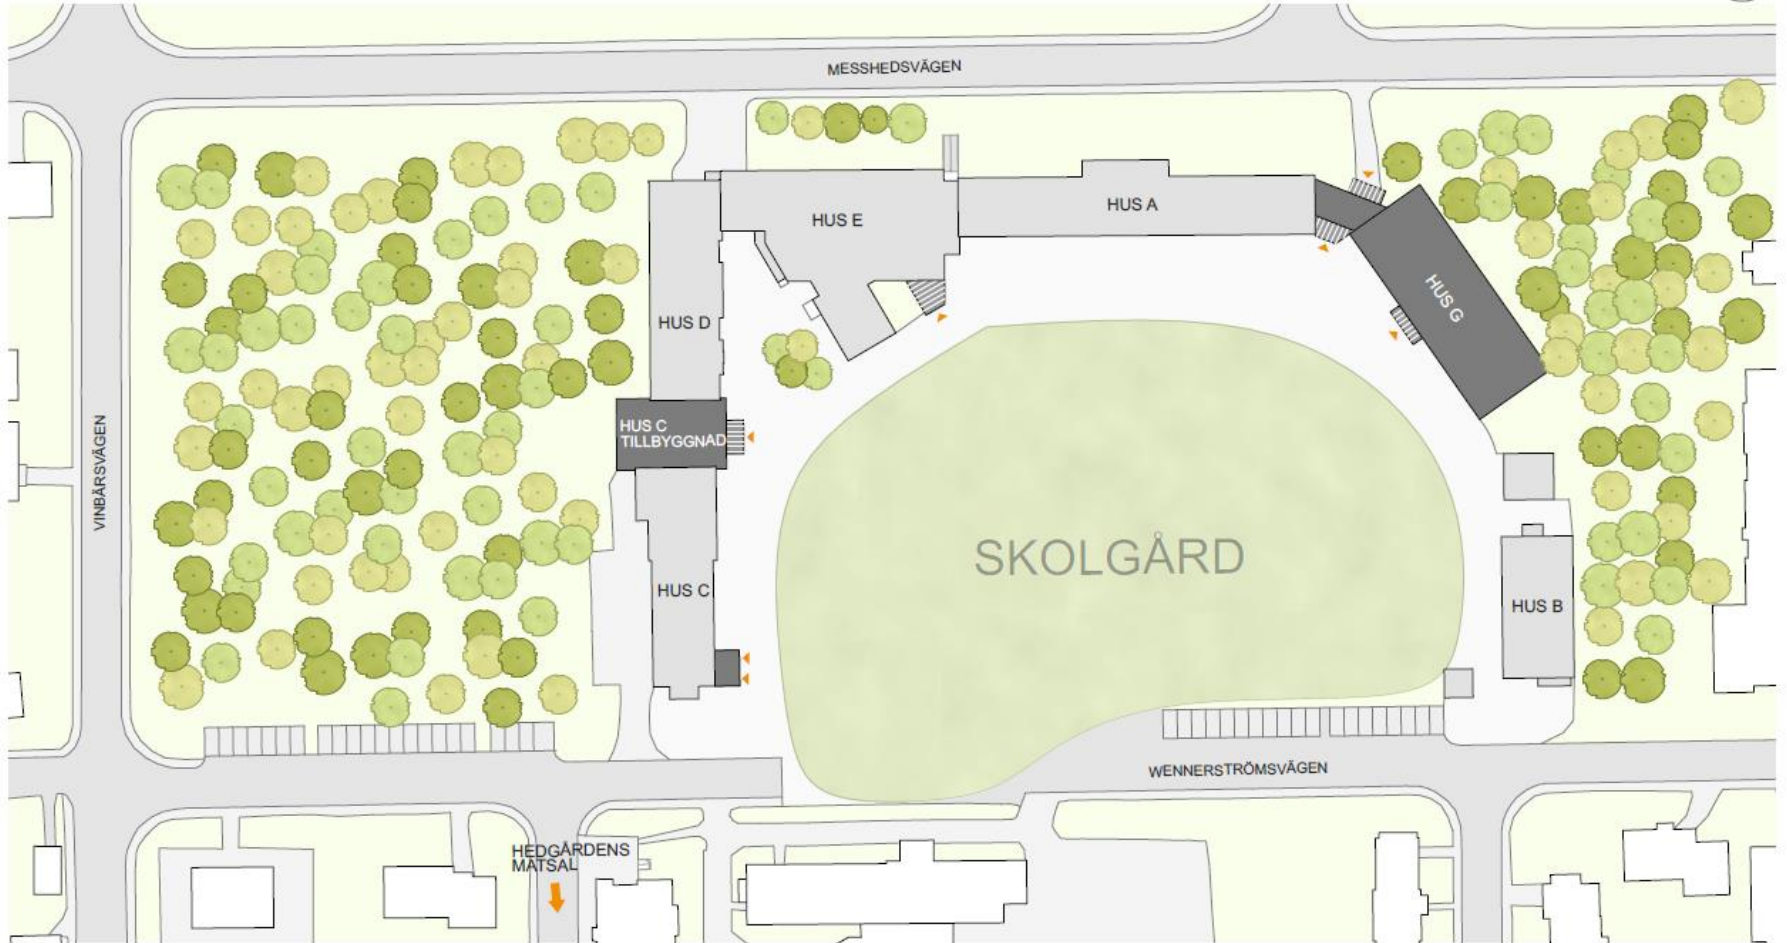 MESSHEDSVÄGEN
HUS A
HUS E
HUS G
HUS D
HUS C
TILLBYGGNAD
VINBÄRSVÄGEN
SKOLGÅRD
HUS C
HUS B
WENNERSTRÖMSVÄGEN
HEDGÅRDENS
MATSAL